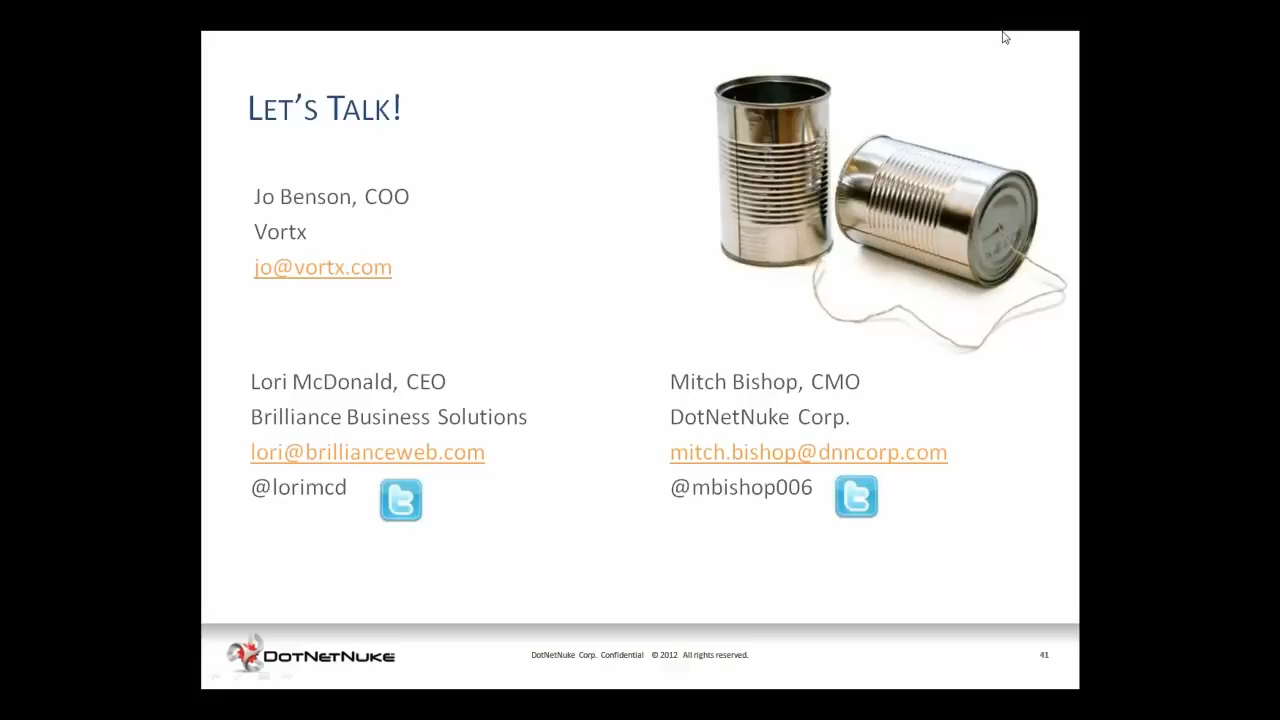 LET'S TALK!
Jo Benson, COO
Vortx
jo@vortx.com
Lori McDonald, CEO
Brilliance Business Solutions
lori@brillianceweb.com
@lorimcd
Mitch Bishop, CMO
DotNetNuke Corp.
mitch.bishop@dnncorp.com
@mbishop006
DOTNETNUKE
DotNetNuke Corp. Confidential © 2012 All rights reserved.
41